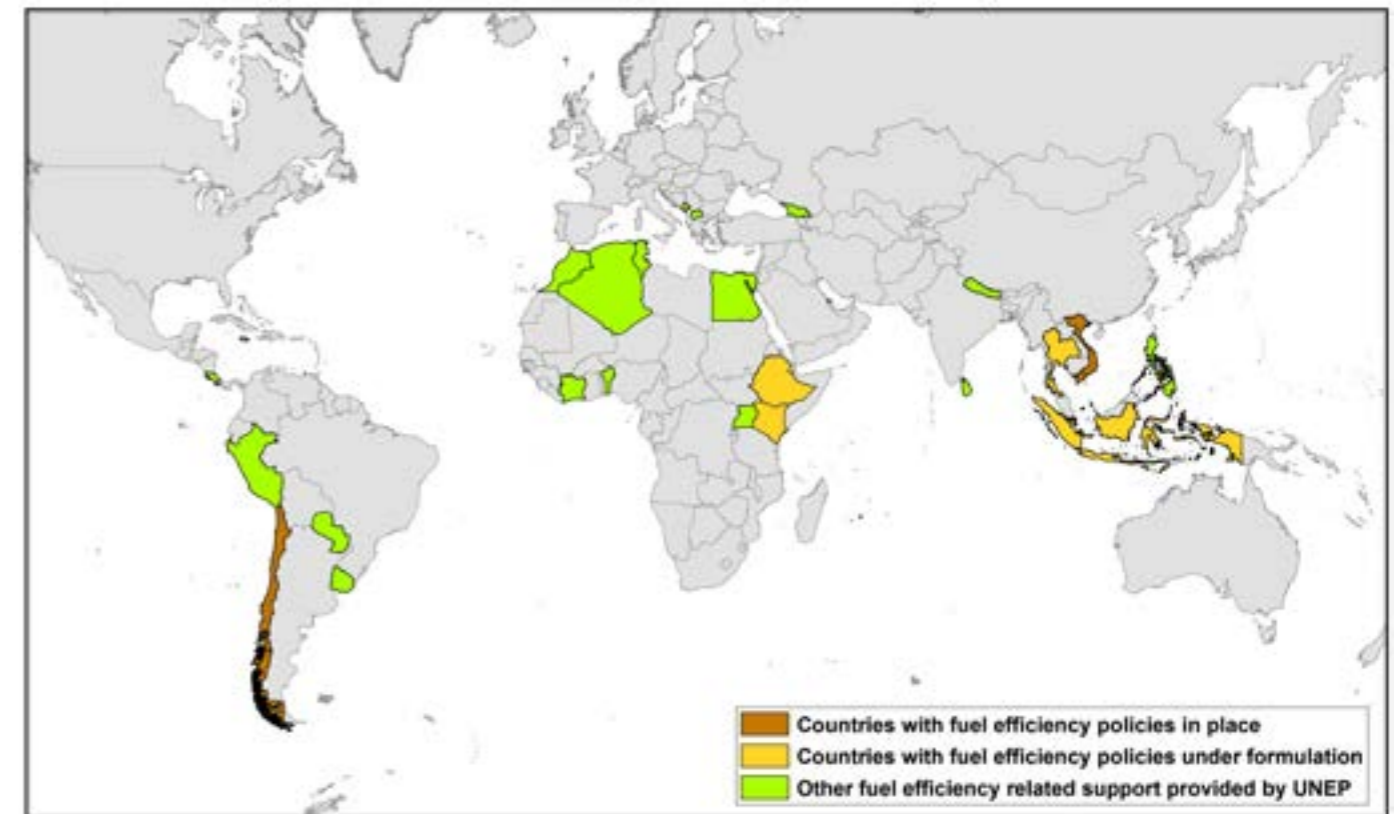 Countries with fuel efficiency policies in place
Countries with fuel efficiency policies under formulation
Other fuel efficiency related support provided by UNEP